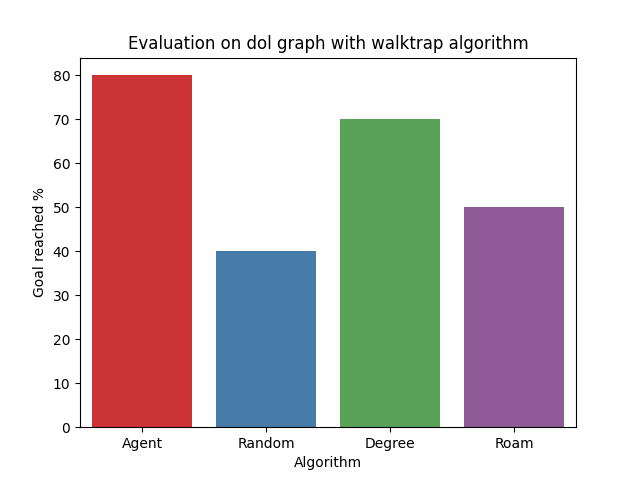 Evaluation on dol graph with walktrap algorithm
80
70
60
50
40
30
20
10
0
Goal reached %
Agent Random Degree Roam
Algorithm